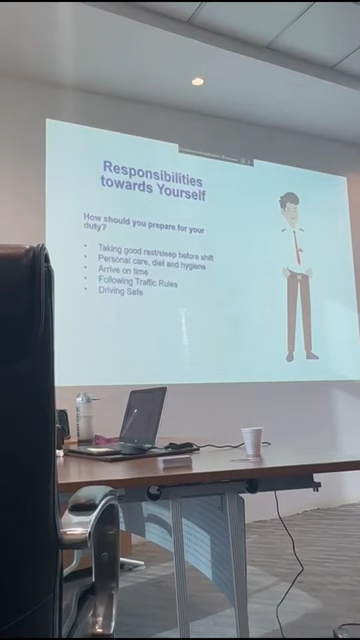 Responsibilities
towards Yourself
How should you prepare for your
duty?
• Taking good rest/sleep before shift
• Personal care, diet and hygiene
• Arrive on time
• Following Traffic Rules
• Driving Safe